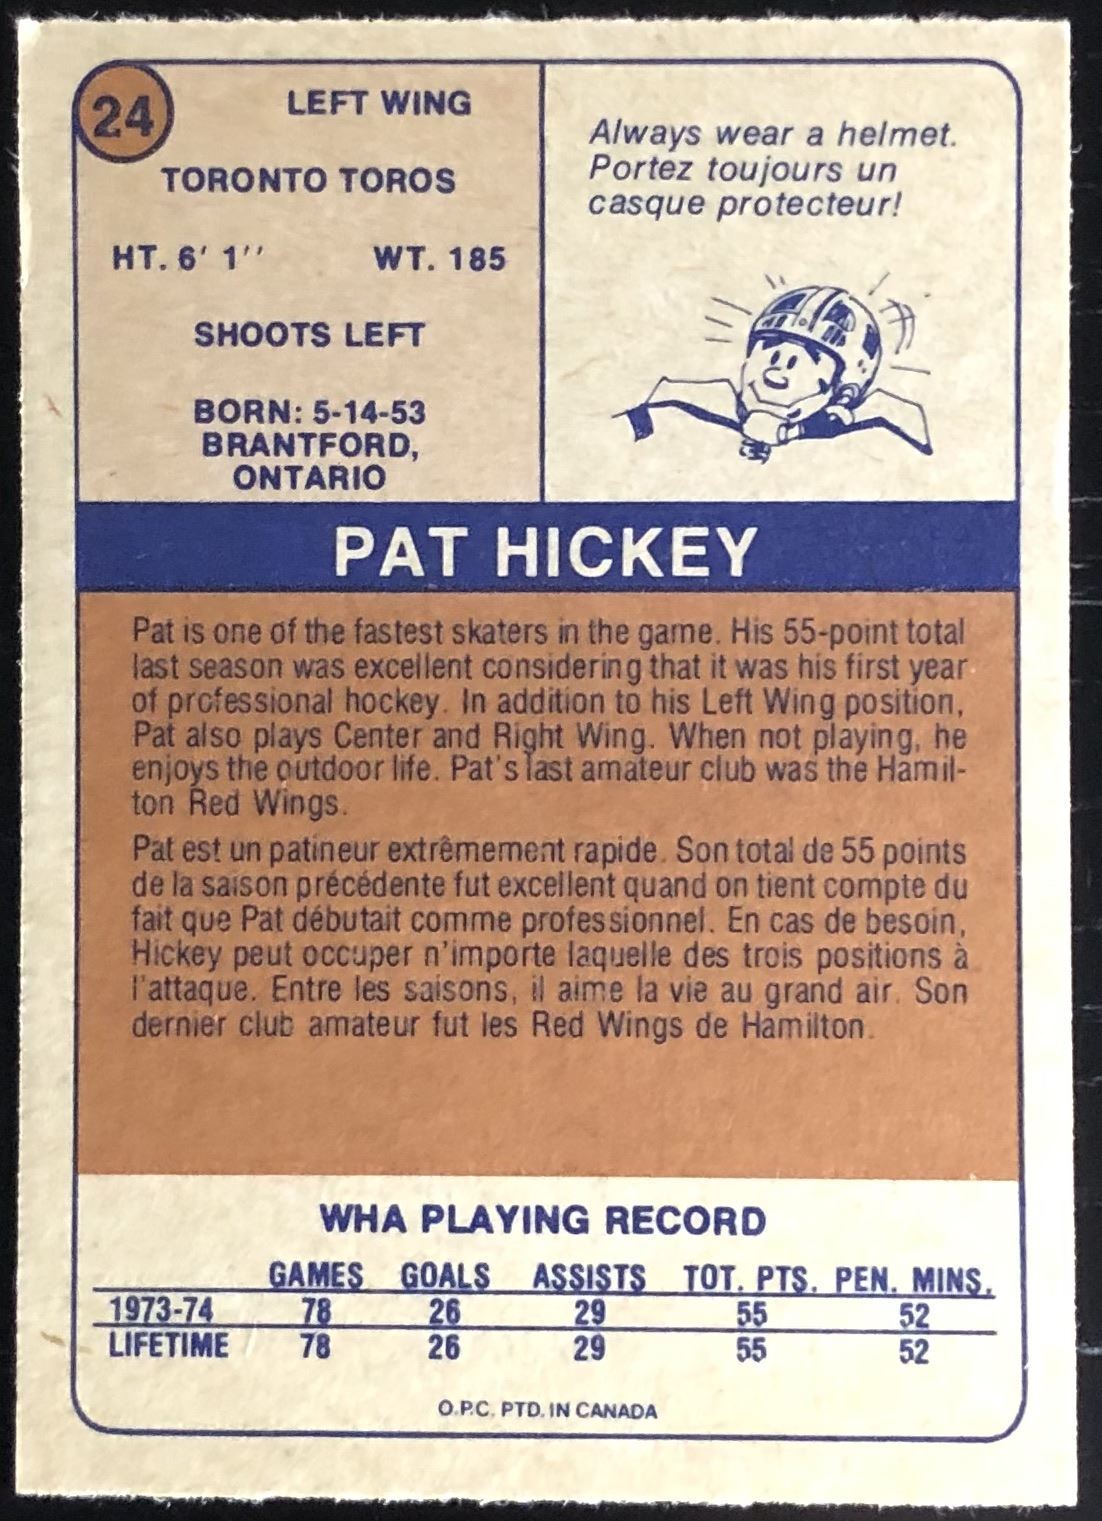 24
LEFT WING
TORONTO TOROS
HT. 6' 1'' WT. 185
SHOOTS LEFT
BORN: 5-14-53
BRANTFORD,
ONTARIO
Always wear a helmet.
Portez toujours un
casque protecteur!
PAT HICKEY
Pat is one of the fastest skaters in the game. His 55-point total
last season was excellent considering that it was his first year
of professional hockey. In addition to his Left Wing position,
Pat also plays Center and Right Wing. When not playing, he
enjoys the outdoor life. Pat's last amateur club was the Hamil-
ton Red Wings.
Pat est un patineur extrêmement rapide. Son total de 55 points
de la saison précédente fut excellent quand on tient compte du
fait que Pat débutait comme professionnel. En cas de besoin,
Hickey peut occuper n'importe laquelle des trois positions à
l'attaque. Entre les saisons, il aime la vie au grand air. Son
dernier club amateur fut les Red Wings de Hamilton.
WHA PLAYING RECORD
GAMES GOALS ASSISTS TOT. PTS. PEN. MINS.
1973-74 78 26 29 55 52
LIFETIME 78 26 29 55 52
O.P.C. PTD. IN CANADA